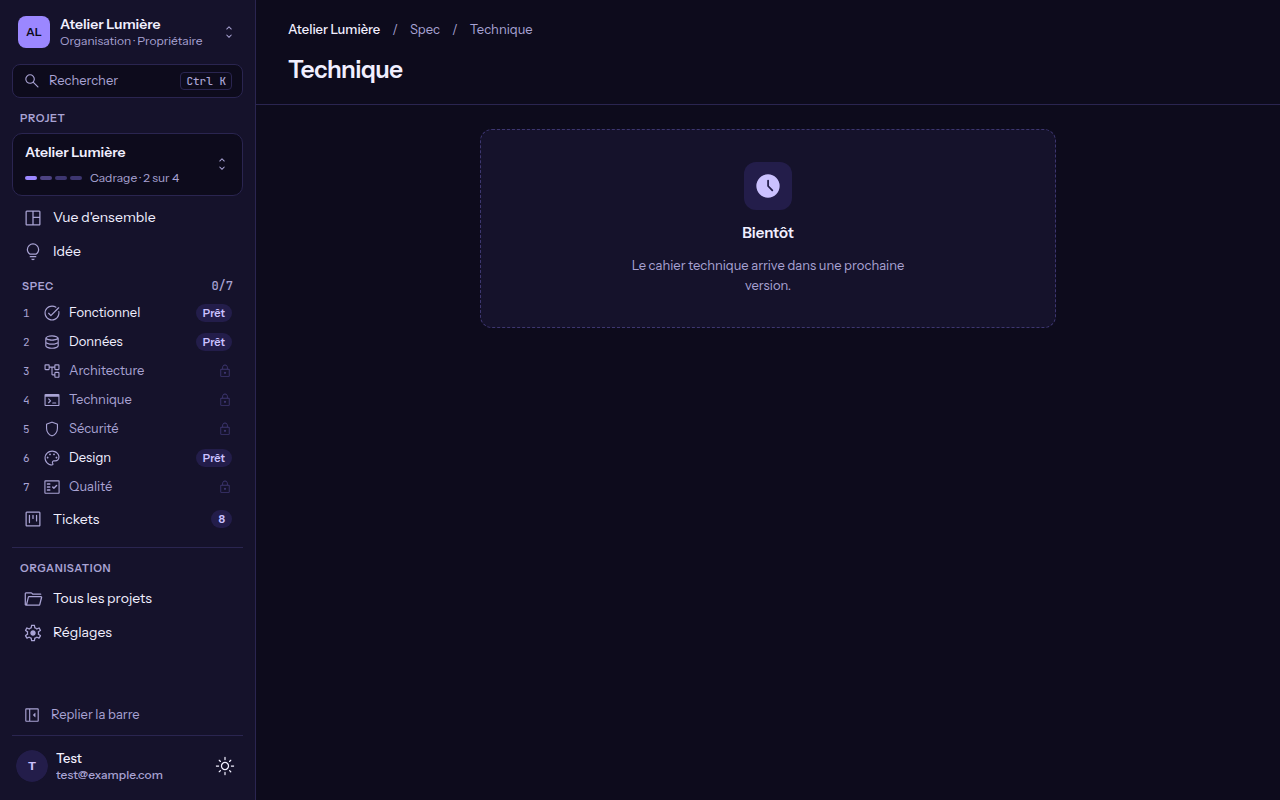 AL
Atelier Lumière
Organisation · Propriétaire
Rechercher
Ctrl K
PROJET
Atelier Lumière
Cadrage · 2 sur 4
Vue d'ensemble
Idée
SPEC 0/7
1 Fonctionnel Prêt
2 Données Prêt
3 Architecture
4 Technique
5 Sécurité
6 Design Prêt
7 Qualité
Tickets 8
ORGANISATION
Tous les projets
Réglages
Replier la barre
T
Test
test@example.com
Atelier Lumière / Spec / Technique
Technique
Bientôt
Le cahier technique arrive dans une prochaine
version.